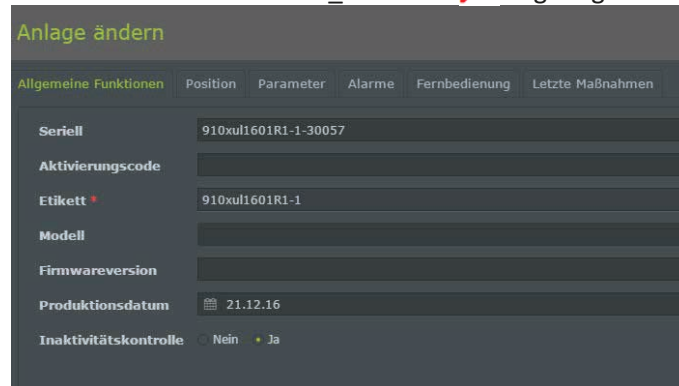 Anlage ändern
Allgemeine Funktionen Position Parameter Alarme Fernbedienung Letzte Maßnahmen
Seriell 910xul1601R1-1-30057
Aktivierungscode
Etikett * 910xul1601R1-1
Modell
Firmwareversion
Produktionsdatum 21.12.16
Inaktivitätskontrolle Nein Ja